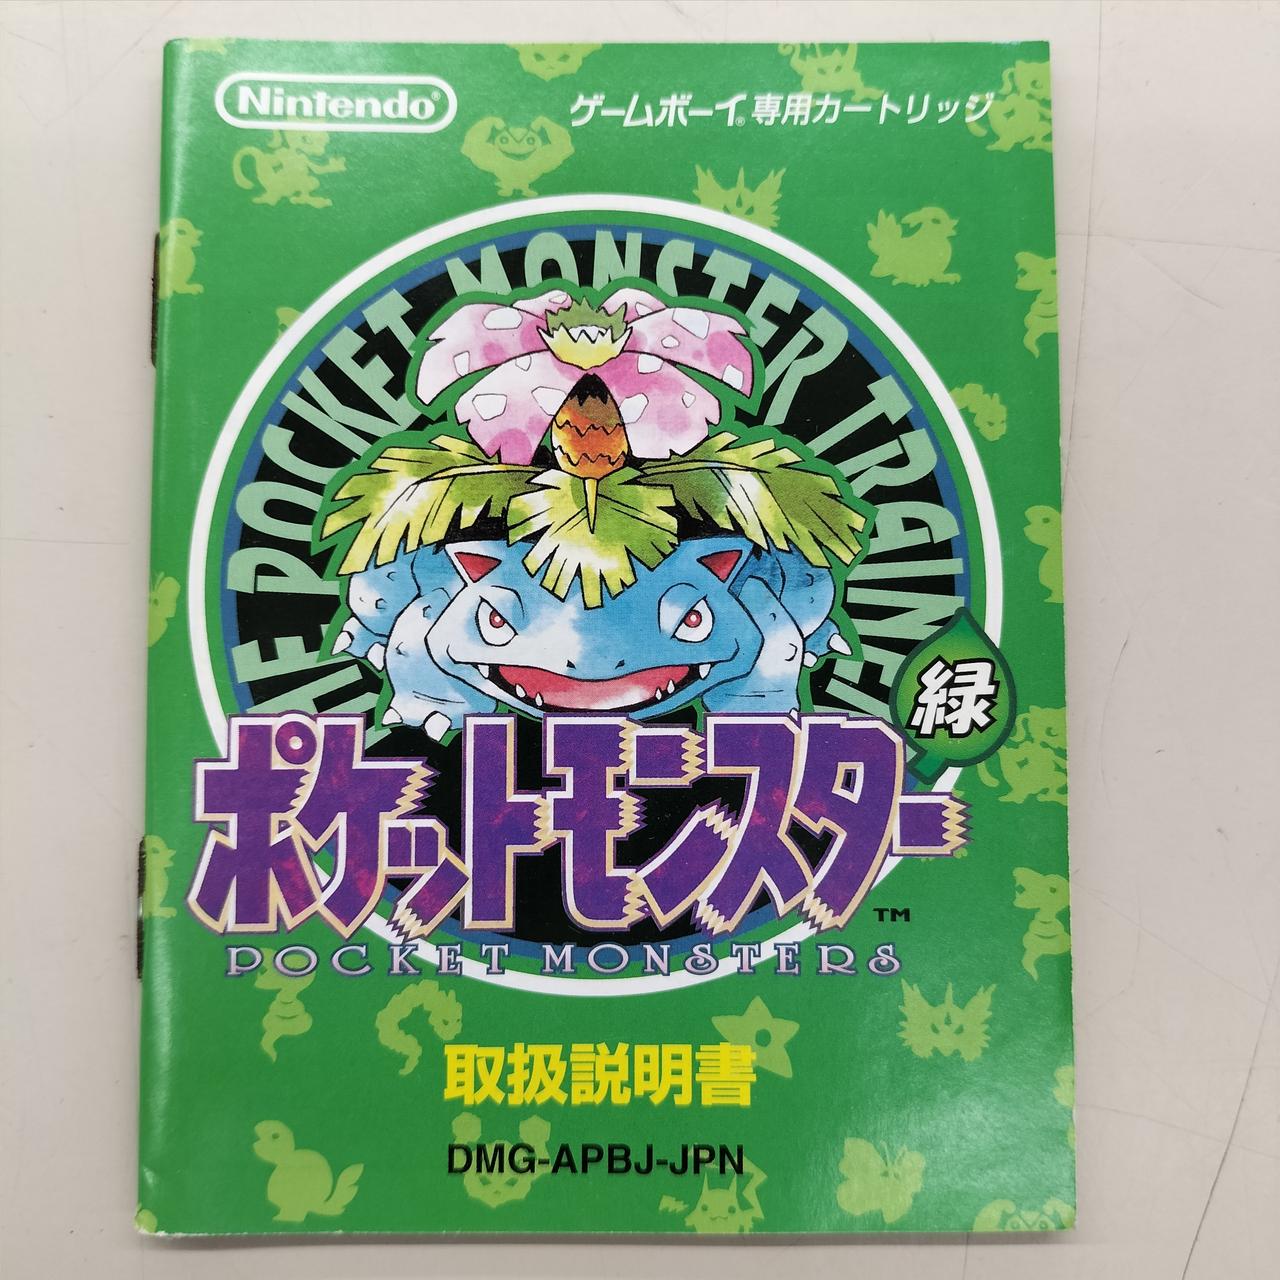 Nintendo®
ゲームボーイ®専用カートリッジ
THE POCKET MONSTER TRAINER
緑
ポケットモンスター™
POCKET MONSTERS
取扱説明書
DMG-APBJ-JPN